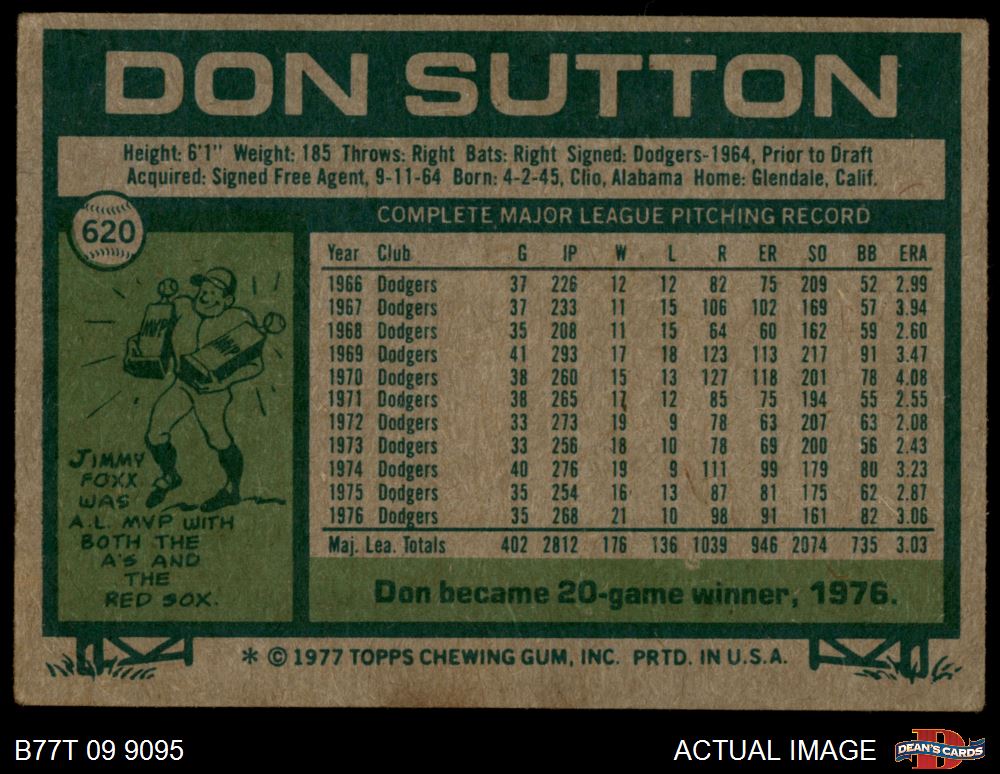 DON SUTTON
Height: 6'1" Weight: 185 Throws: Right Bats: Right Signed: Dodgers-1964, Prior to Draft
Acquired: Signed Free Agent, 9-11-64 Born: 4-2-45, Clio, Alabama Home: Glendale, Calif.
620
COMPLETE MAJOR LEAGUE PITCHING RECORD
Year Club G IP W L R ER SO BB ERA
1966 Dodgers 37 226 12 12 82 75 209 52 2.99
1967 Dodgers 37 233 11 15 106 102 169 57 3.94
1968 Dodgers 35 208 11 15 64 60 162 59 2.60
1969 Dodgers 41 293 17 18 123 113 217 91 3.47
1970 Dodgers 38 260 15 13 127 118 201 78 4.08
1971 Dodgers 38 265 17 12 85 75 194 55 2.55
1972 Dodgers 33 273 19 9 78 63 207 63 2.08
1973 Dodgers 33 256 18 10 78 69 200 56 2.43
1974 Dodgers 40 276 19 9 111 99 179 80 3.23
1975 Dodgers 35 254 16 13 87 81 175 62 2.87
1976 Dodgers 35 268 21 10 98 91 161 82 3.06
Maj. Lea. Totals 402 2812 176 136 1039 946 2074 735 3.03
MVP
MVP
JIMMY
FOXX
WAS
A.L. MVP WITH
BOTH THE
A'S AND
THE
RED SOX.
Don became 20-game winner, 1976.
* © 1977 TOPPS CHEWING GUM, INC. PRTD. IN U.S.A.
B77T 09 9095
ACTUAL IMAGE
D
DEAN'S CARDS